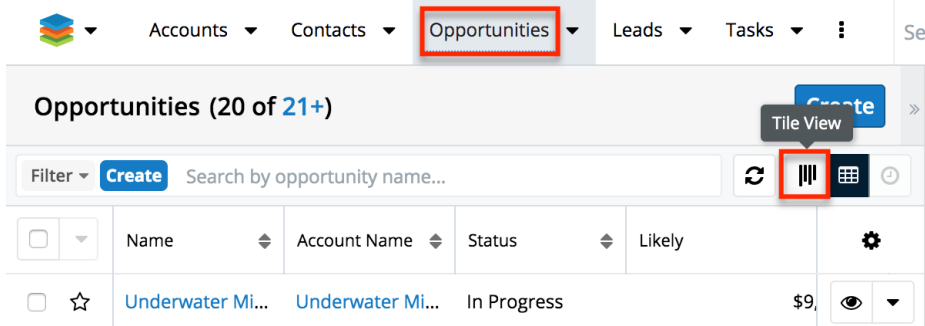 Accounts Contacts Opportunities Leads Tasks Se
Opportunities (20 of 21+) Create
Tile View
Filter Create Search by opportunity name...
Name Account Name Status Likely
Underwater Mi... Underwater Mi... In Progress $9,